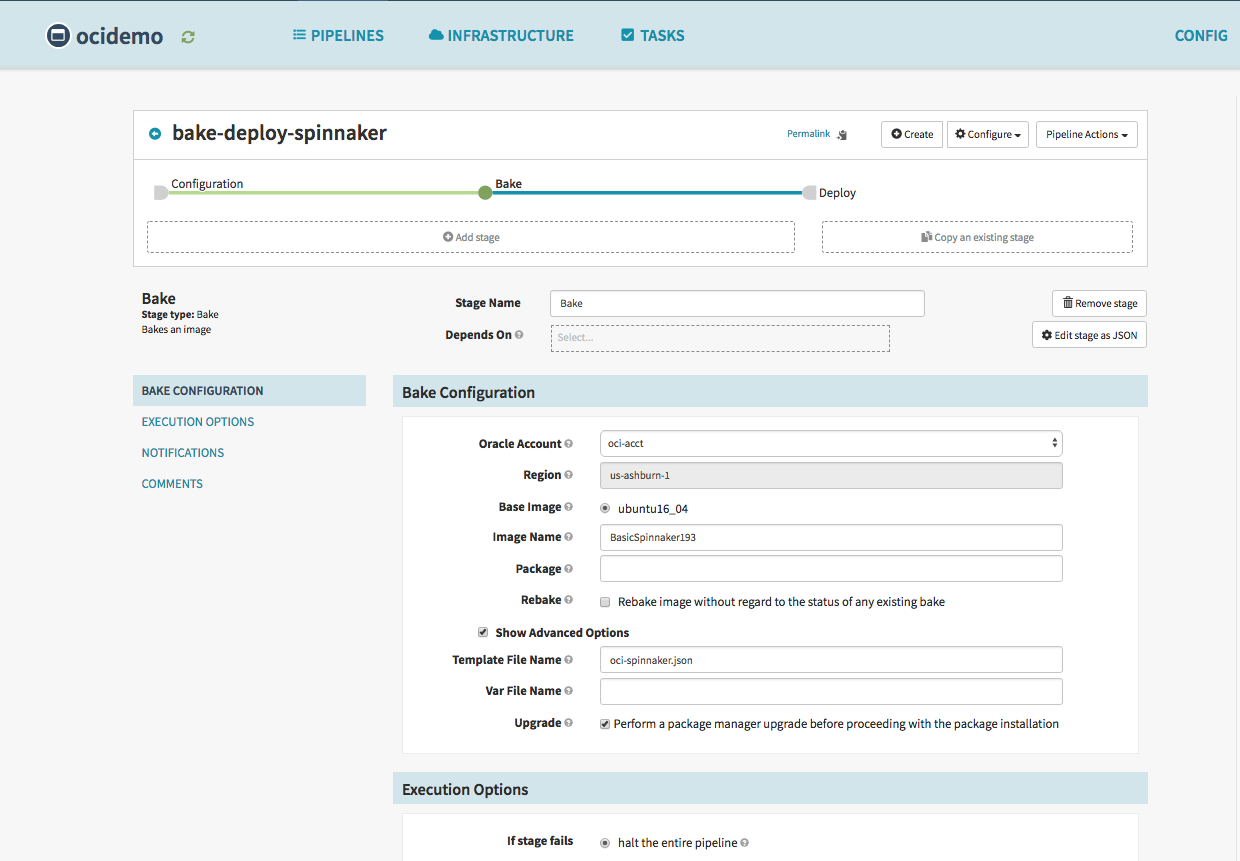 ocidemo PIPELINES INFRASTRUCTURE TASKS CONFIG
bake-deploy-spinnaker Permalink Create Configure Pipeline Actions
Configuration Bake
Deploy
Add stage Copy an existing stage
Bake
Stage type: Bake
Bakes an image
Stage Name Bake Remove stage
Depends On Select... Edit stage as JSON
BAKE CONFIGURATION
EXECUTION OPTIONS
NOTIFICATIONS
COMMENTS
Bake Configuration
Oracle Account oci-acct
Region us-ashburn-1
Base Image ubuntu16_04
Image Name BasicSpinnaker193
Package
Rebake Rebake image without regard to the status of any existing bake
Show Advanced Options
Template File Name oci-spinnaker.json
Var File Name
Upgrade Perform a package manager upgrade before proceeding with the package installation
Execution Options
If stage fails halt the entire pipeline